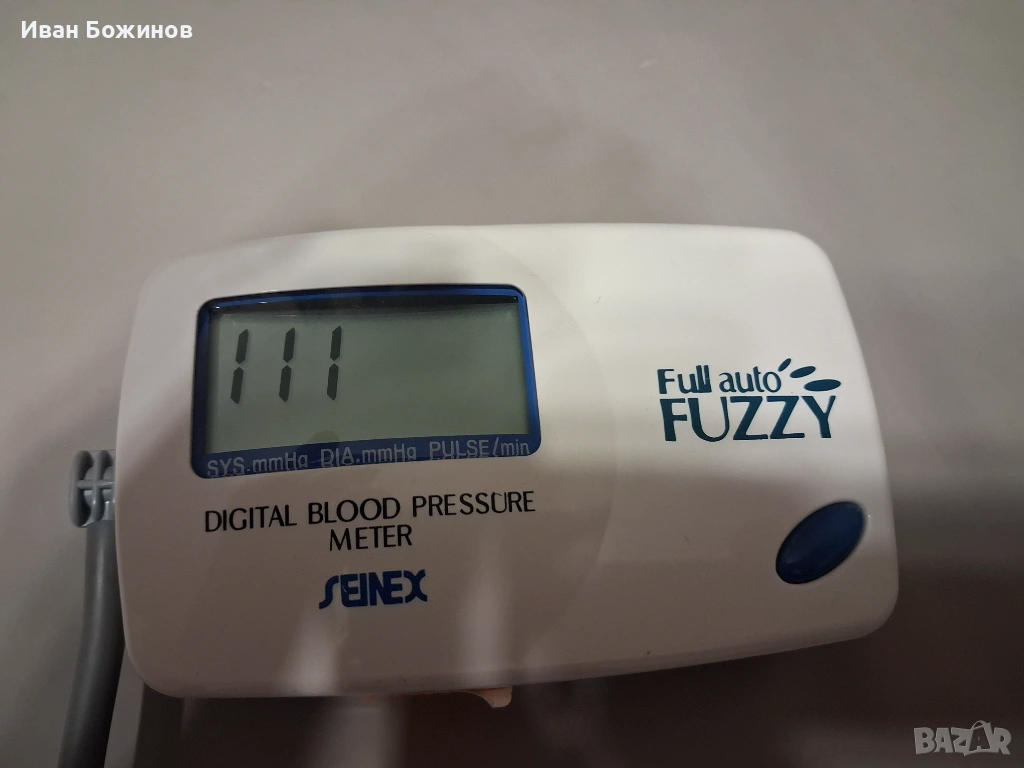 Иван Божинов
111
SYS.mmHg DIA.mmHg PULSE/min
Full auto
FUZZY
DIGITAL BLOOD PRESSURE
METER
SEINEX
BAZAR